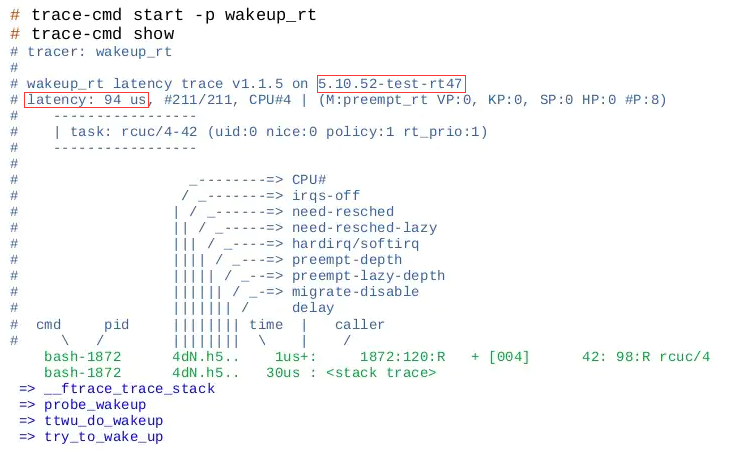 # trace-cmd start -p wakeup_rt
# trace-cmd show
# tracer: wakeup_rt
#
# wakeup_rt latency trace v1.1.5 on 5.10.52-test-rt47
# latency: 94 us, #211/211, CPU#4 | (M:preempt_rt VP:0, KP:0, SP:0 HP:0 #P:8)
#    -----------------
#    | task: rcuc/4-42 (uid:0 nice:0 policy:1 rt_prio:1)
#    -----------------
#
#                    _--------=> CPU#
#                   / _-------=> irqs-off
#                  | / _------=> need-resched
#                  || / _-----=> need-resched-lazy
#                  ||| / _----=> hardirq/softirq
#                  |||| / _---=> preempt-depth
#                  ||||| / _--=> preempt-lazy-depth
#                  |||||| / _-=> migrate-disable
#                  ||||||| /     delay
#  cmd     pid     |||||||| time  |   caller
#     \   /        ||||||||  \    |    /
    bash-1872      4dN.h5..    1us+:     1872:120:R   + [004]      42: 98:R rcuc/4
    bash-1872      4dN.h5..   30us : <stack trace>
 => __ftrace_trace_stack
 => probe_wakeup
 => ttwu_do_wakeup
 => try_to_wake_up